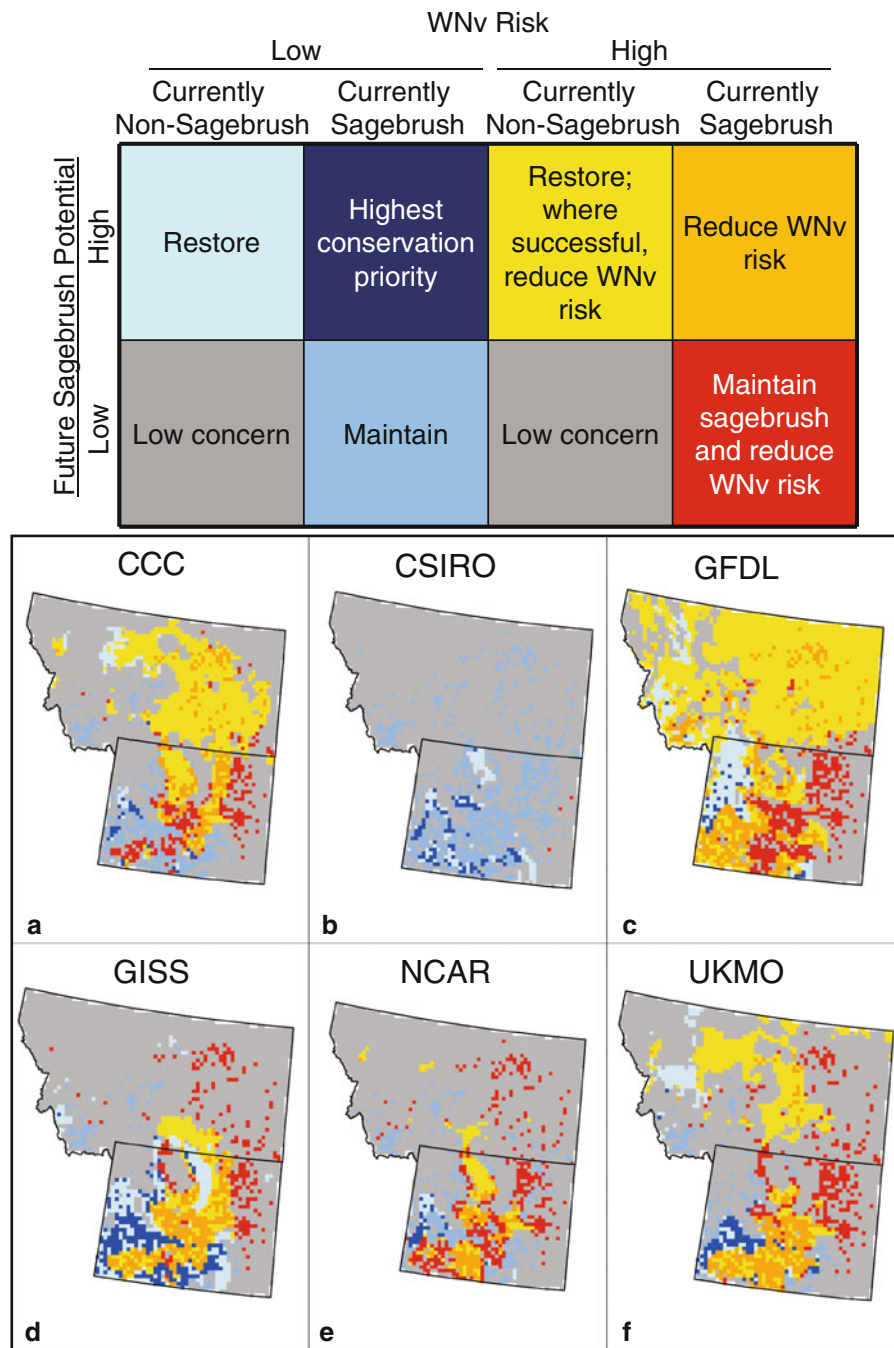 WNv Risk
Low
High
Currently
Non-Sagebrush
Currently
Sagebrush
Currently
Non-Sagebrush
Currently
Sagebrush
Future Sagebrush Potential
High
Low
Restore
Highest
conservation
priority
Restore;
where
successful,
reduce WNv
risk
Reduce WNv
risk
Low concern
Maintain
Low concern
Maintain
sagebrush
and reduce
WNv risk
CCC
CSIRO
GFDL
a
b
c
GISS
NCAR
UKMO
d
e
f